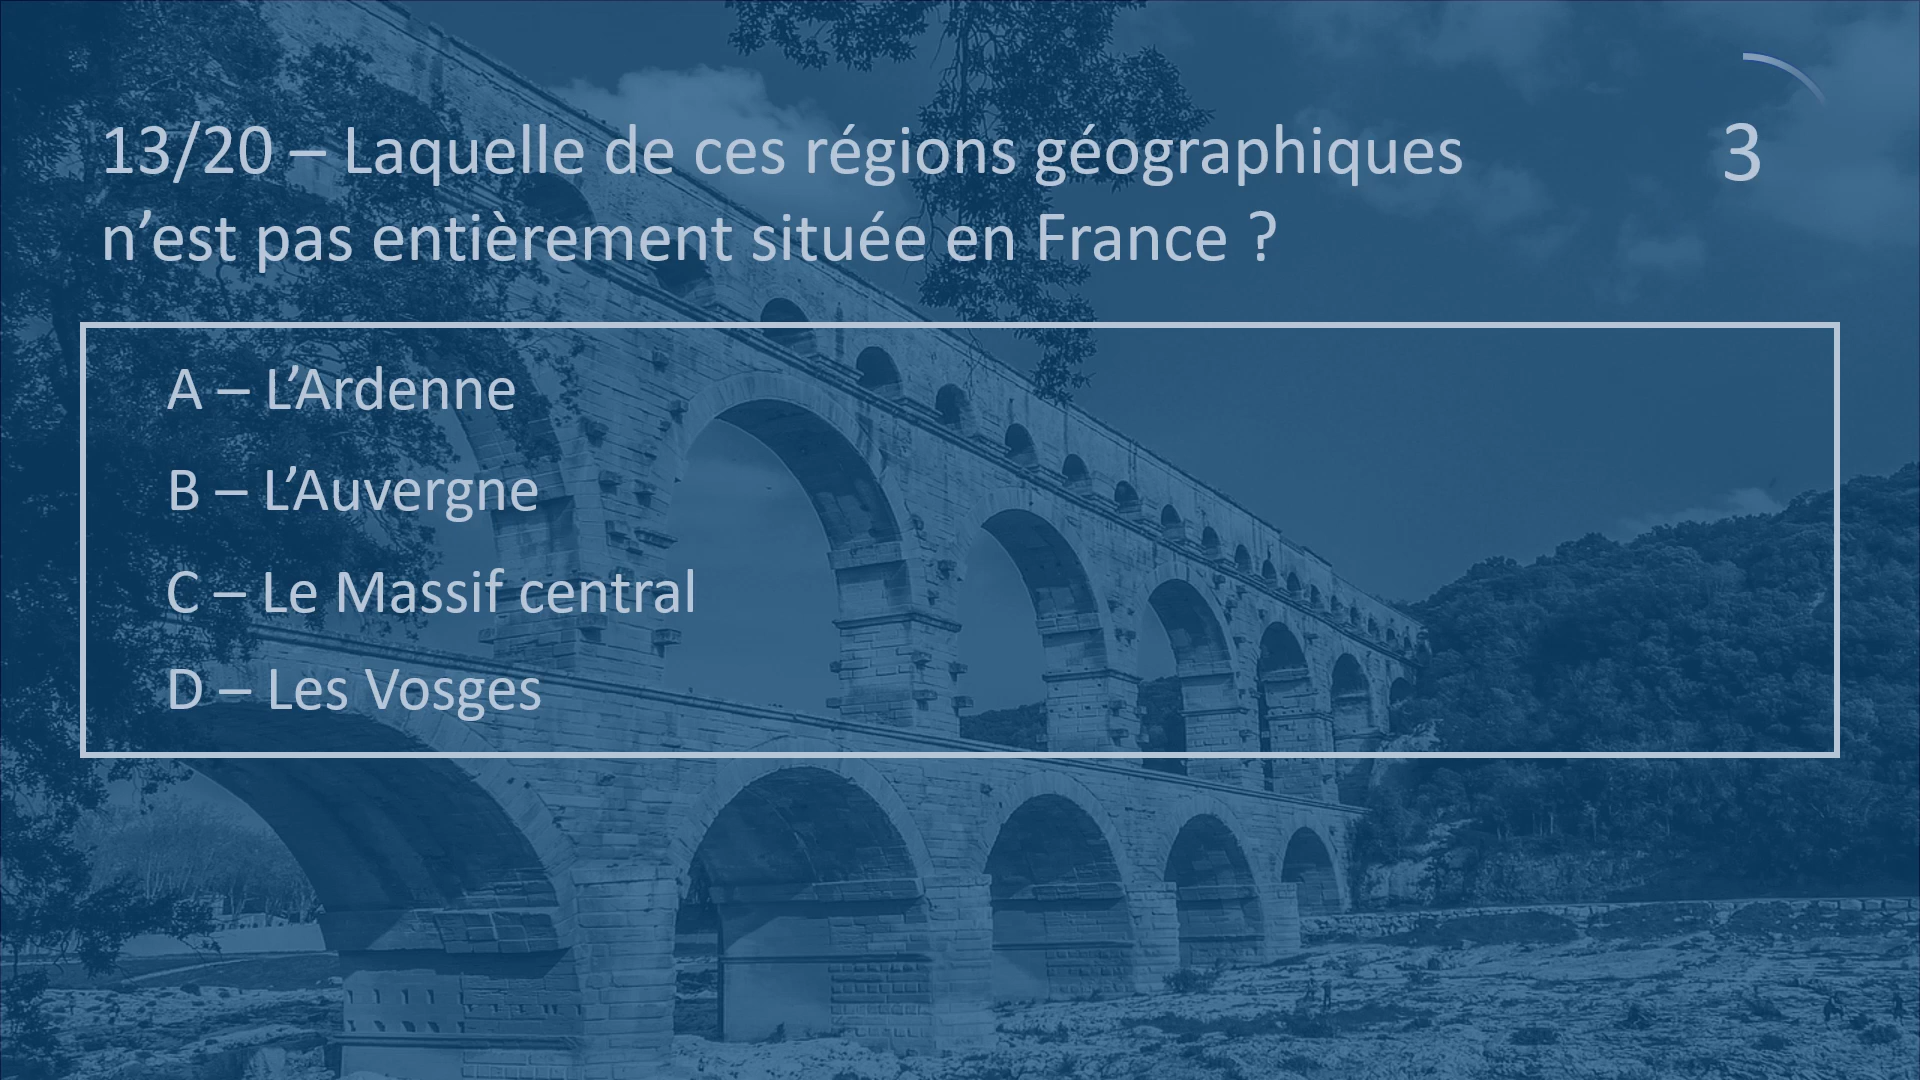 13/20 – Laquelle de ces régions géographiques
n’est pas entièrement située en France ?
3
A – L’Ardenne
B – L’Auvergne
C – Le Massif central
D – Les Vosges